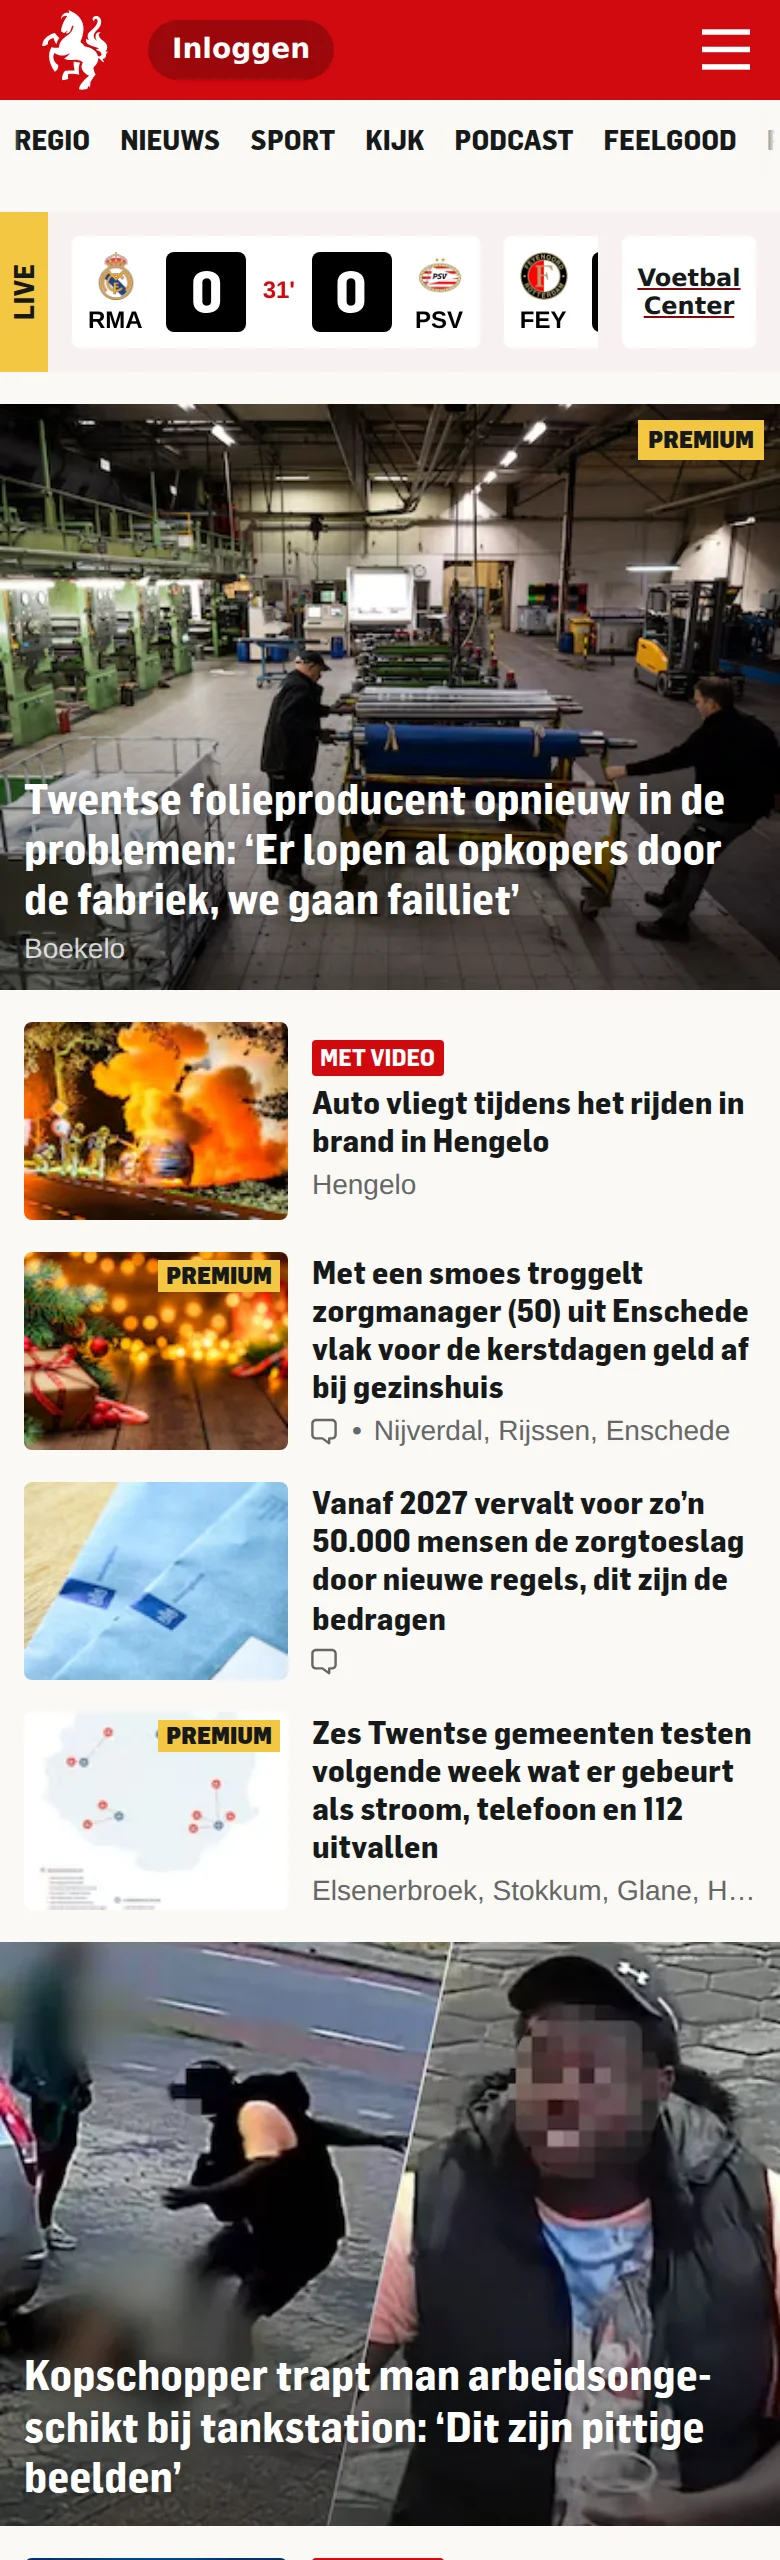 Inloggen
REGIO NIEUWS SPORT KIJK PODCAST FEELGOOD
LIVE
RMA 0 31' 0 PSV
FEY
Voetbal
Center
PREMIUM
Twentse folieproducent opnieuw in de
problemen: ‘Er lopen al opkopers door
de fabriek, we gaan failliet’
Boekelo
MET VIDEO
Auto vliegt tijdens het rijden in
brand in Hengelo
Hengelo
PREMIUM
Met een smoes troggelt
zorgmanager (50) uit Enschede
vlak voor de kerstdagen geld af
bij gezinshuis
• Nijverdal, Rijssen, Enschede
Vanaf 2027 vervalt voor zo’n
50.000 mensen de zorgtoeslag
door nieuwe regels, dit zijn de
bedragen
PREMIUM
Zes Twentse gemeenten testen
volgende week wat er gebeurt
als stroom, telefoon en 112
uitvallen
Elsenerbroek, Stokkum, Glane, H…
Kopschopper trapt man arbeidsonge-
schikt bij tankstation: ‘Dit zijn pittige
beelden’